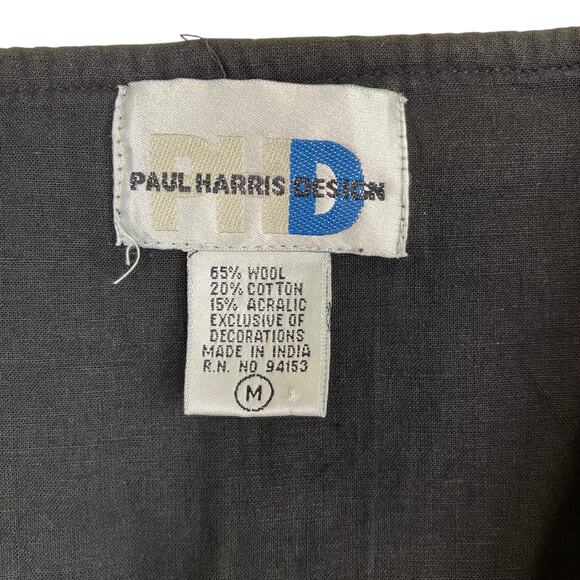 PHD
PAUL HARRIS DESIGN
65% WOOL
20% COTTON
15% ACRALIC
EXCLUSIVE OF
DECORATIONS
MADE IN INDIA
R.N. NO 94153
M